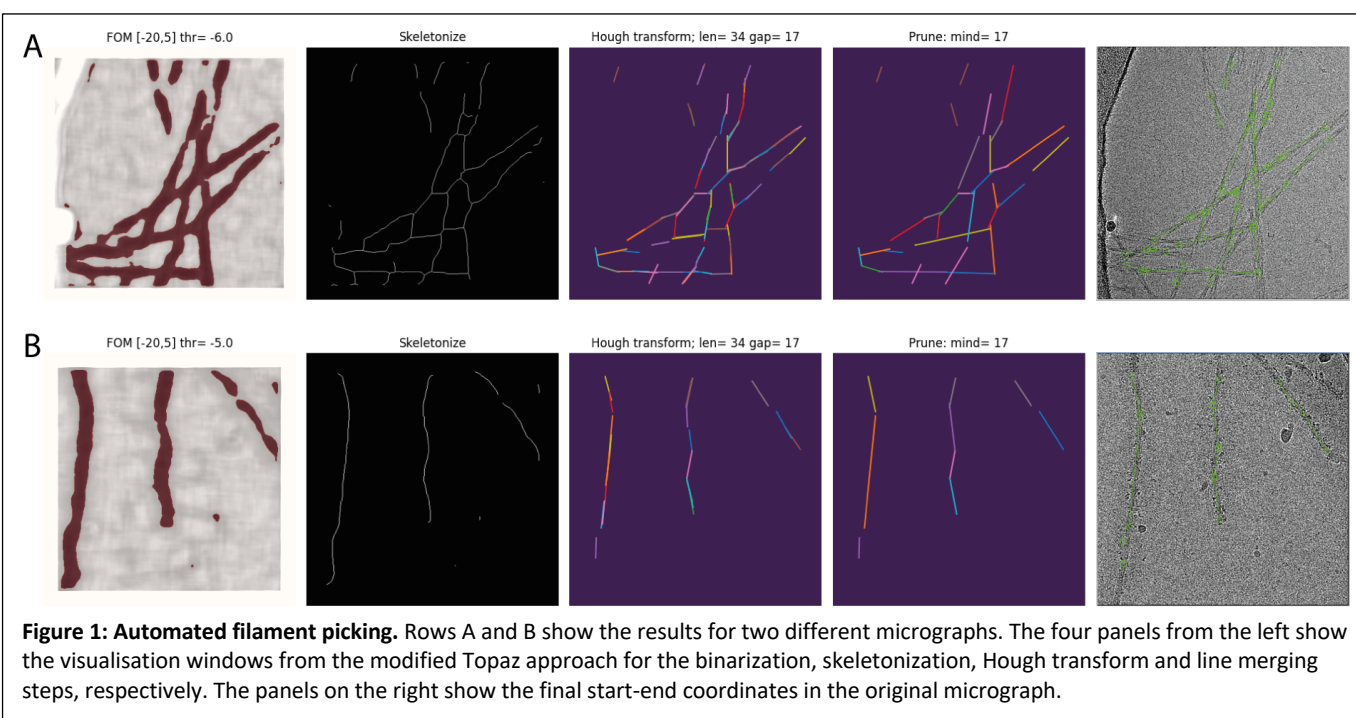 A
FOM [-20,5] thr= -6.0
Skeletonize
Hough transform; len= 34 gap= 17
Prune: mind= 17
B
FOM [-20,5] thr= -5.0
Skeletonize
Hough transform; len= 34 gap= 17
Prune: mind= 17
Figure 1: Automated filament picking. Rows A and B show the results for two different micrographs. The four panels from the left show
the visualisation windows from the modified Topaz approach for the binarization, skeletonization, Hough transform and line merging
steps, respectively. The panels on the right show the final start-end coordinates in the original micrograph.